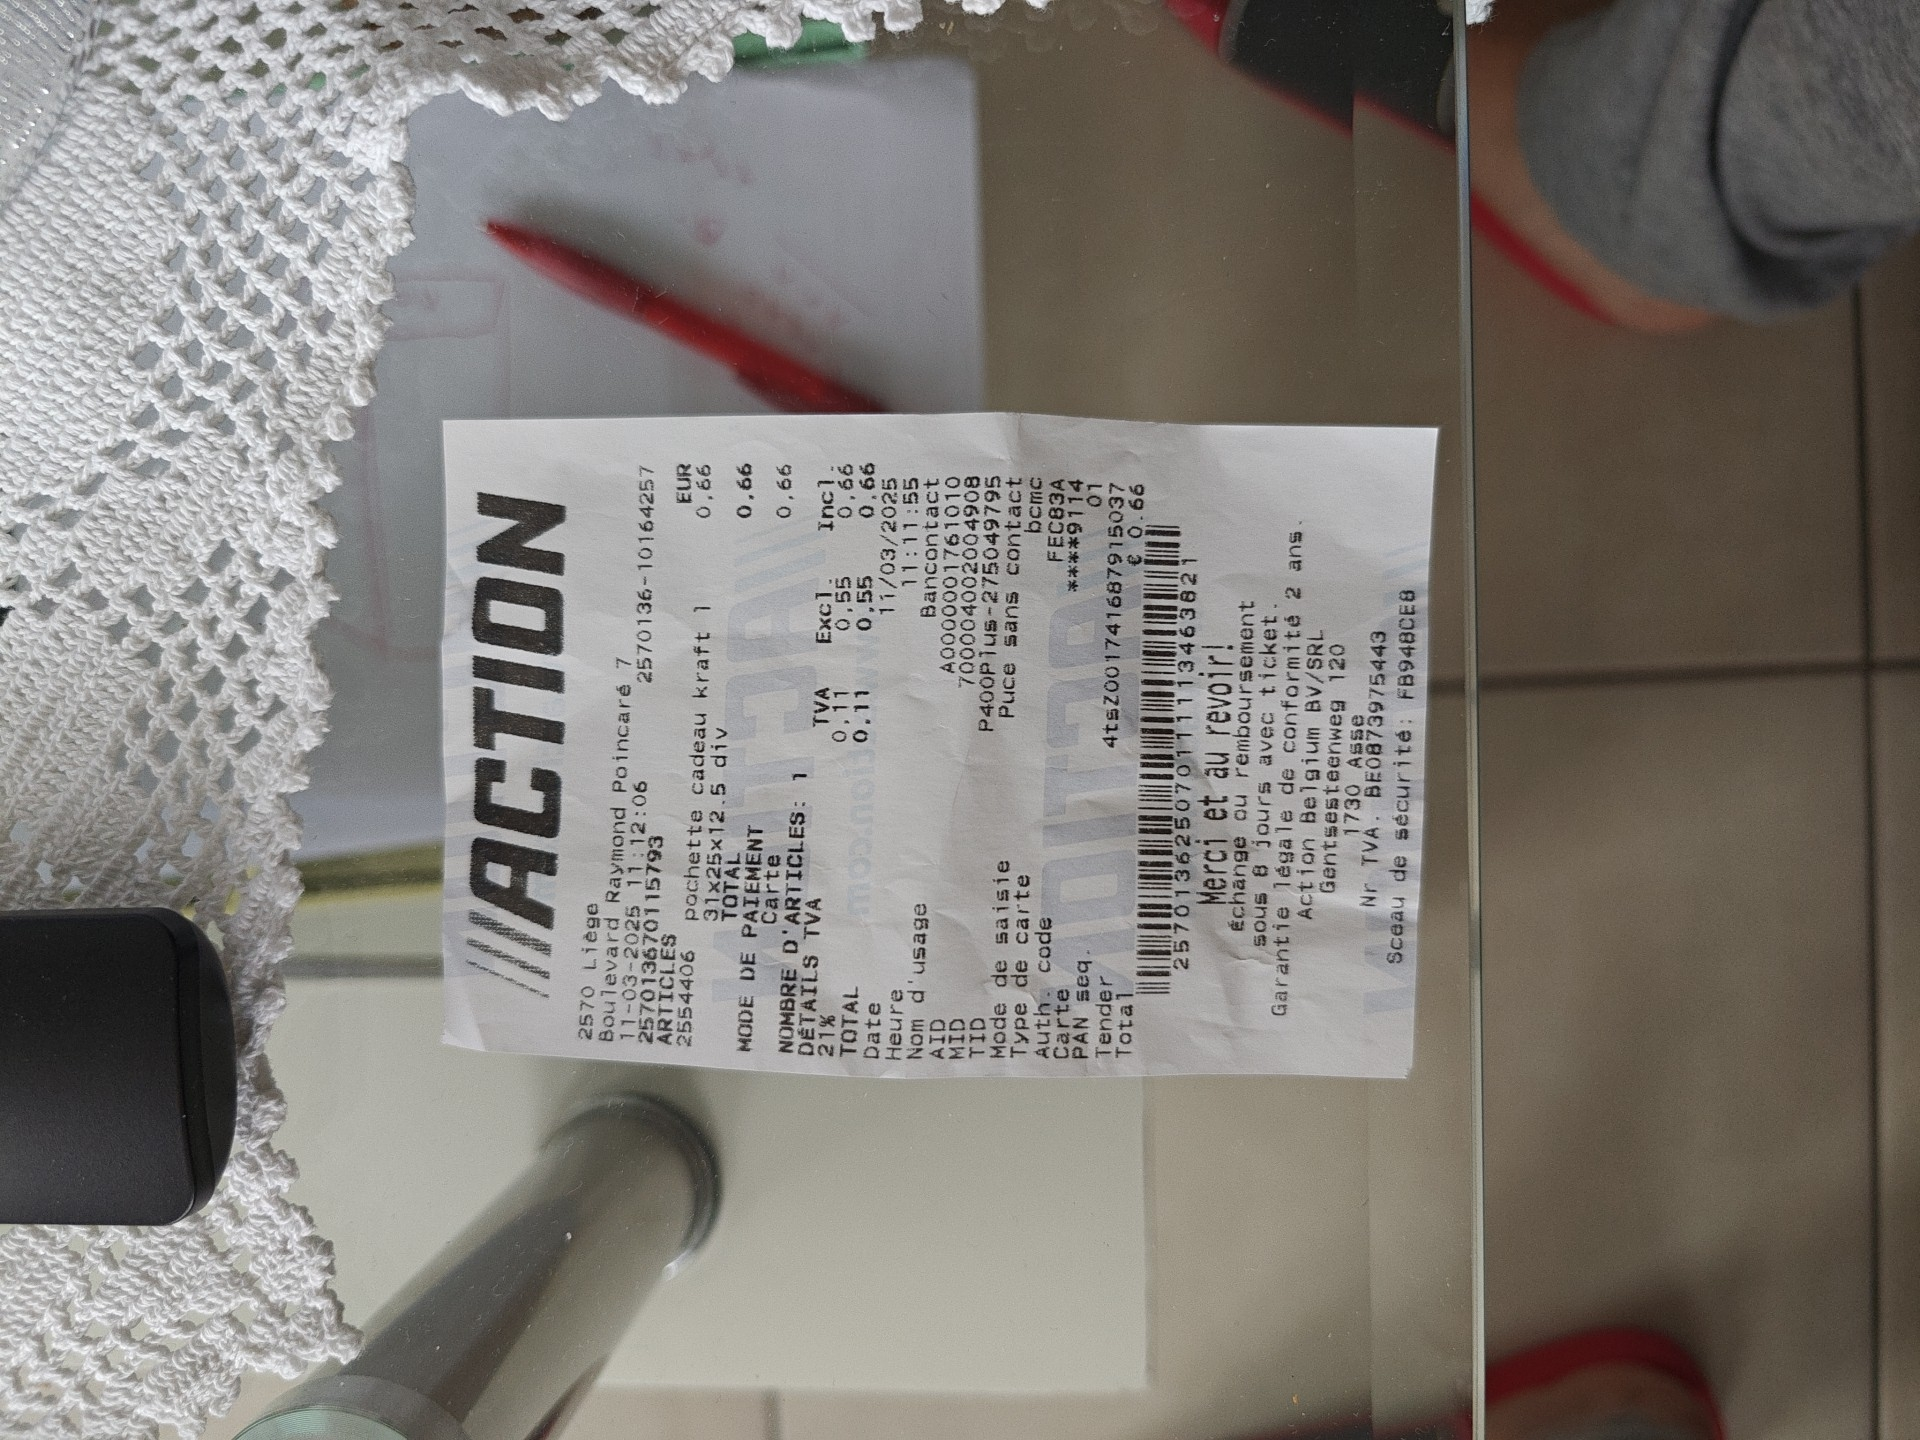 ACTION
2570 Liège
Boulevard Raymond Poincaré 7
11-03-2025 11:12:06 2570136-10164257
257013670115793
ARTICLES EUR
2554406 pochette cadeau kraft 1 0,66
31x25x12.5 div
TOTAL 0,66
MODE DE PAIEMENT
Carte 0,66
NOMBRE D'ARTICLES: 1
DÉTAILS TVA TVA Excl. Incl.
21% 0,11 0,55 0,66
TOTAL 0,11 0,55 0,66
Date 11/03/2025
Heure 11:11:55
Nom d'usage Bancontact
AID A0000001761010
MID 700004002004908
TID P400Plus-275049795
Mode de saisie Puce sans contact
Type de carte bcmc
Auth. code FEC83A
Carte ****9114
PAN seq. 01
Tender 4tsZ001741687915037
Total € 0.66
257013625070111113463821
Merci et au revoir!
échange ou remboursement
sous 8 jours avec ticket.
Garantie légale de conformité 2 ans.
Action Belgium BV/SRL
Gentsesteenweg 120
1730 Asse
Nr TVA. BE0873975443
Sceau de sécurité: FB948CE8